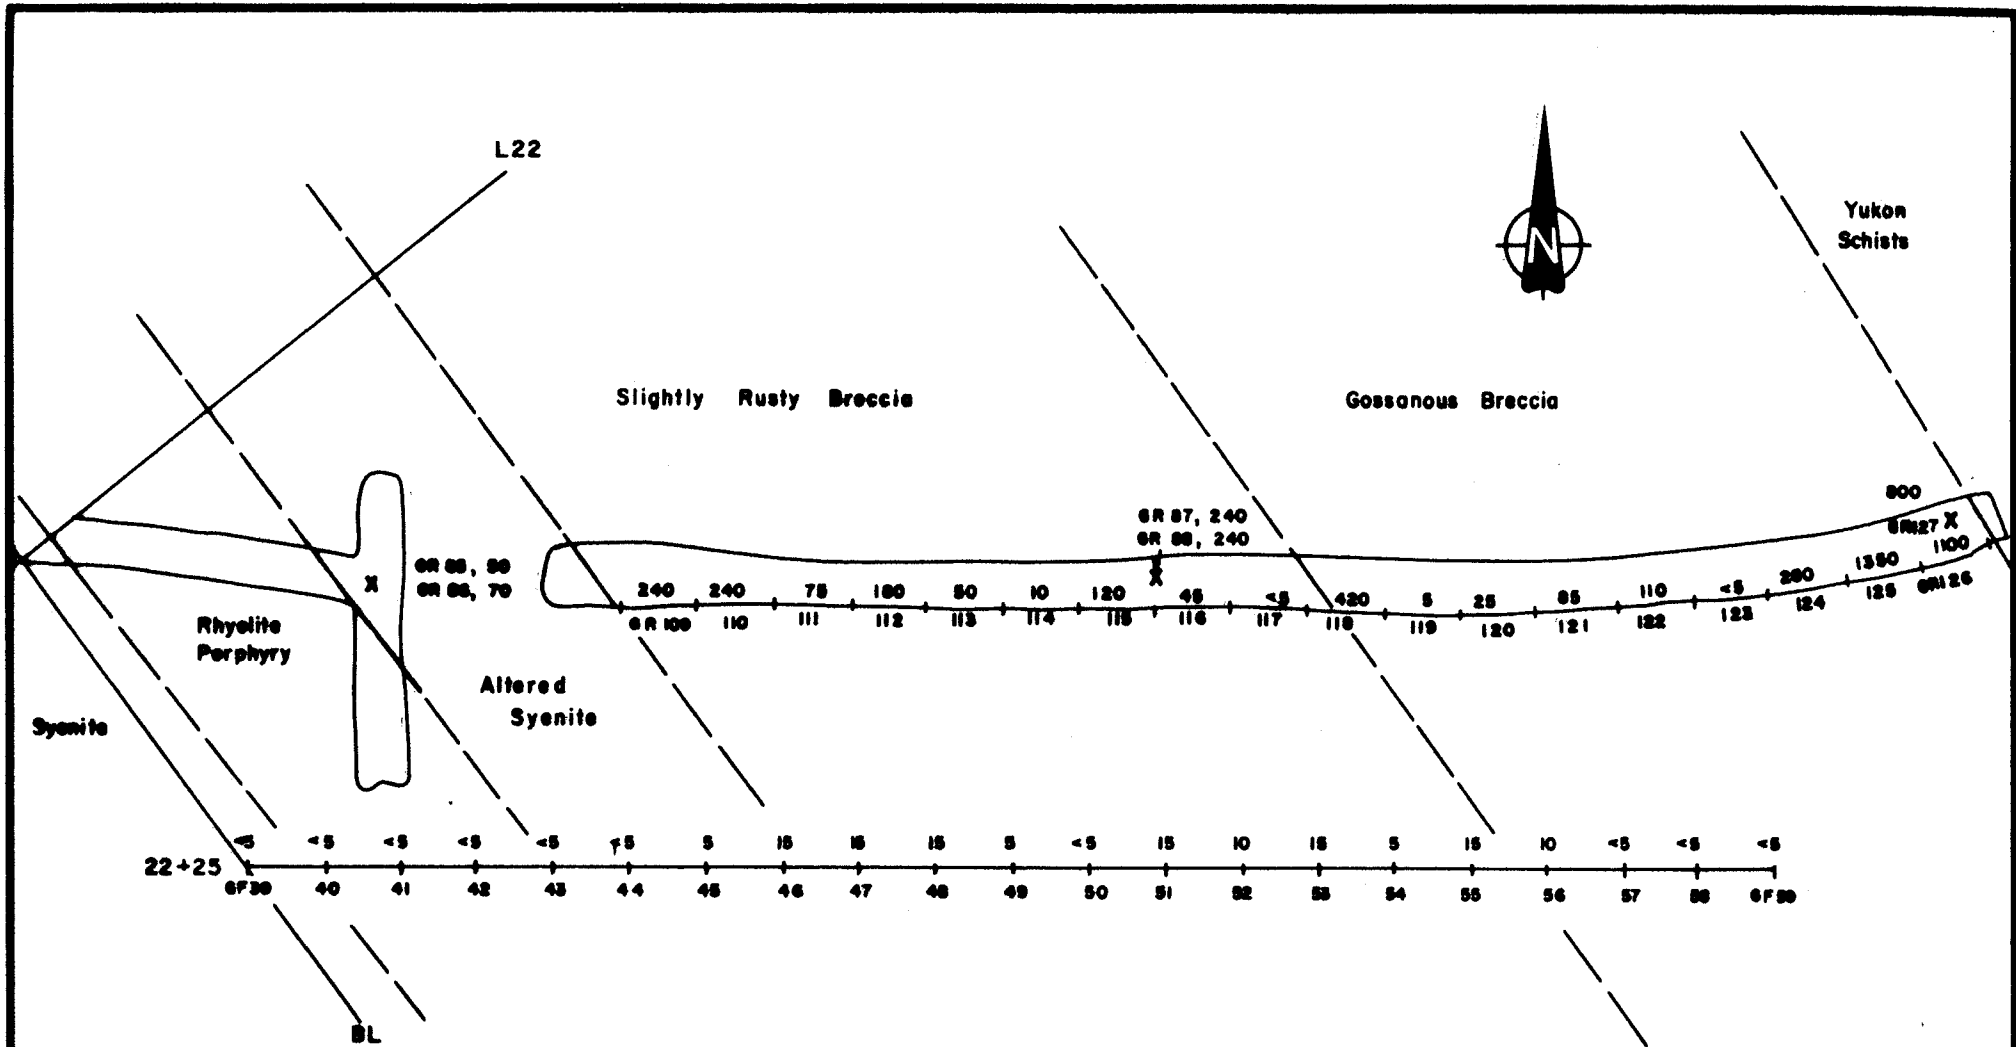 L22
N
Yukon
Schists
Slightly Rusty Breccia
Gossanous Breccia
800
GR127 X
GR 87, 240
GR 88, 240
X
X
GR 85, 50
GR 86, 70
240 240 75 180 50 10 120 45 <5 420 5 25 85 110 <5 280 1350 1100
GR 109 110 111 112 113 114 115 116 117 118 119 120 121 122 123 124 125 GR126
Rhyolite
Porphyry
Altered
Syenite
Syenite
<5 <5 <5 <5 <5 <5 5 15 15 15 5 <5 15 10 15 5 15 10 <5 <5 <5
22+25
GF39 40 41 42 43 44 45 46 47 48 49 50 51 52 53 54 55 56 57 58 GF59
BL